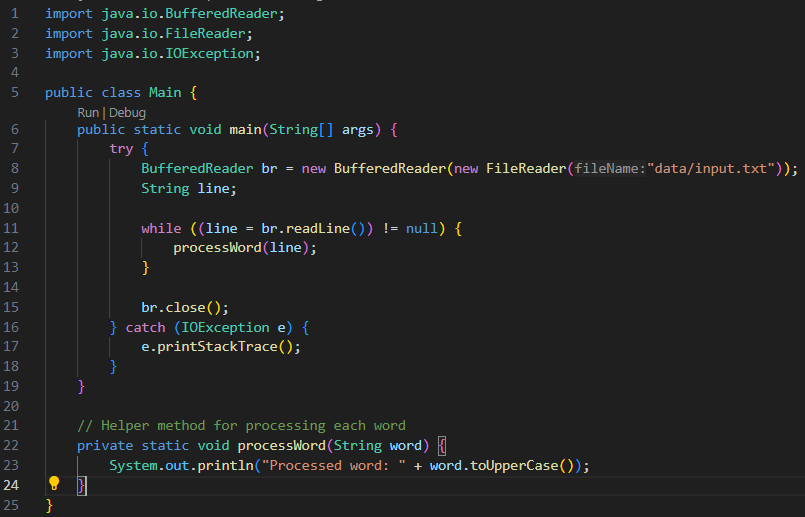 1 import java.io.BufferedReader;
2 import java.io.FileReader;
3 import java.io.IOException;
4
5 public class Main {
Run | Debug
6 public static void main(String[] args) {
7 try {
8 BufferedReader br = new BufferedReader(new FileReader(fileName:"data/input.txt"));
9 String line;
10
11 while ((line = br.readLine()) != null) {
12 processWord(line);
13 }
14
15 br.close();
16 } catch (IOException e) {
17 e.printStackTrace();
18 }
19 }
20
21 // Helper method for processing each word
22 private static void processWord(String word) {
23 System.out.println("Processed word: " + word.toUpperCase());
24 }
25 }